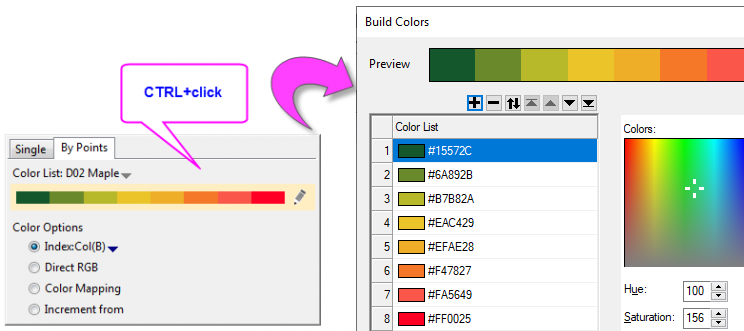 CTRL+click
Single By Points
Color List: D02 Maple
Color Options
Index:Col(B)
Direct RGB
Color Mapping
Increment from
Build Colors
Preview
Color List
1 #15572C
2 #6A892B
3 #B7B82A
4 #EAC429
5 #EFAE28
6 #F47827
7 #FA5649
8 #FF0025
Colors:
Hue: 100
Saturation: 156